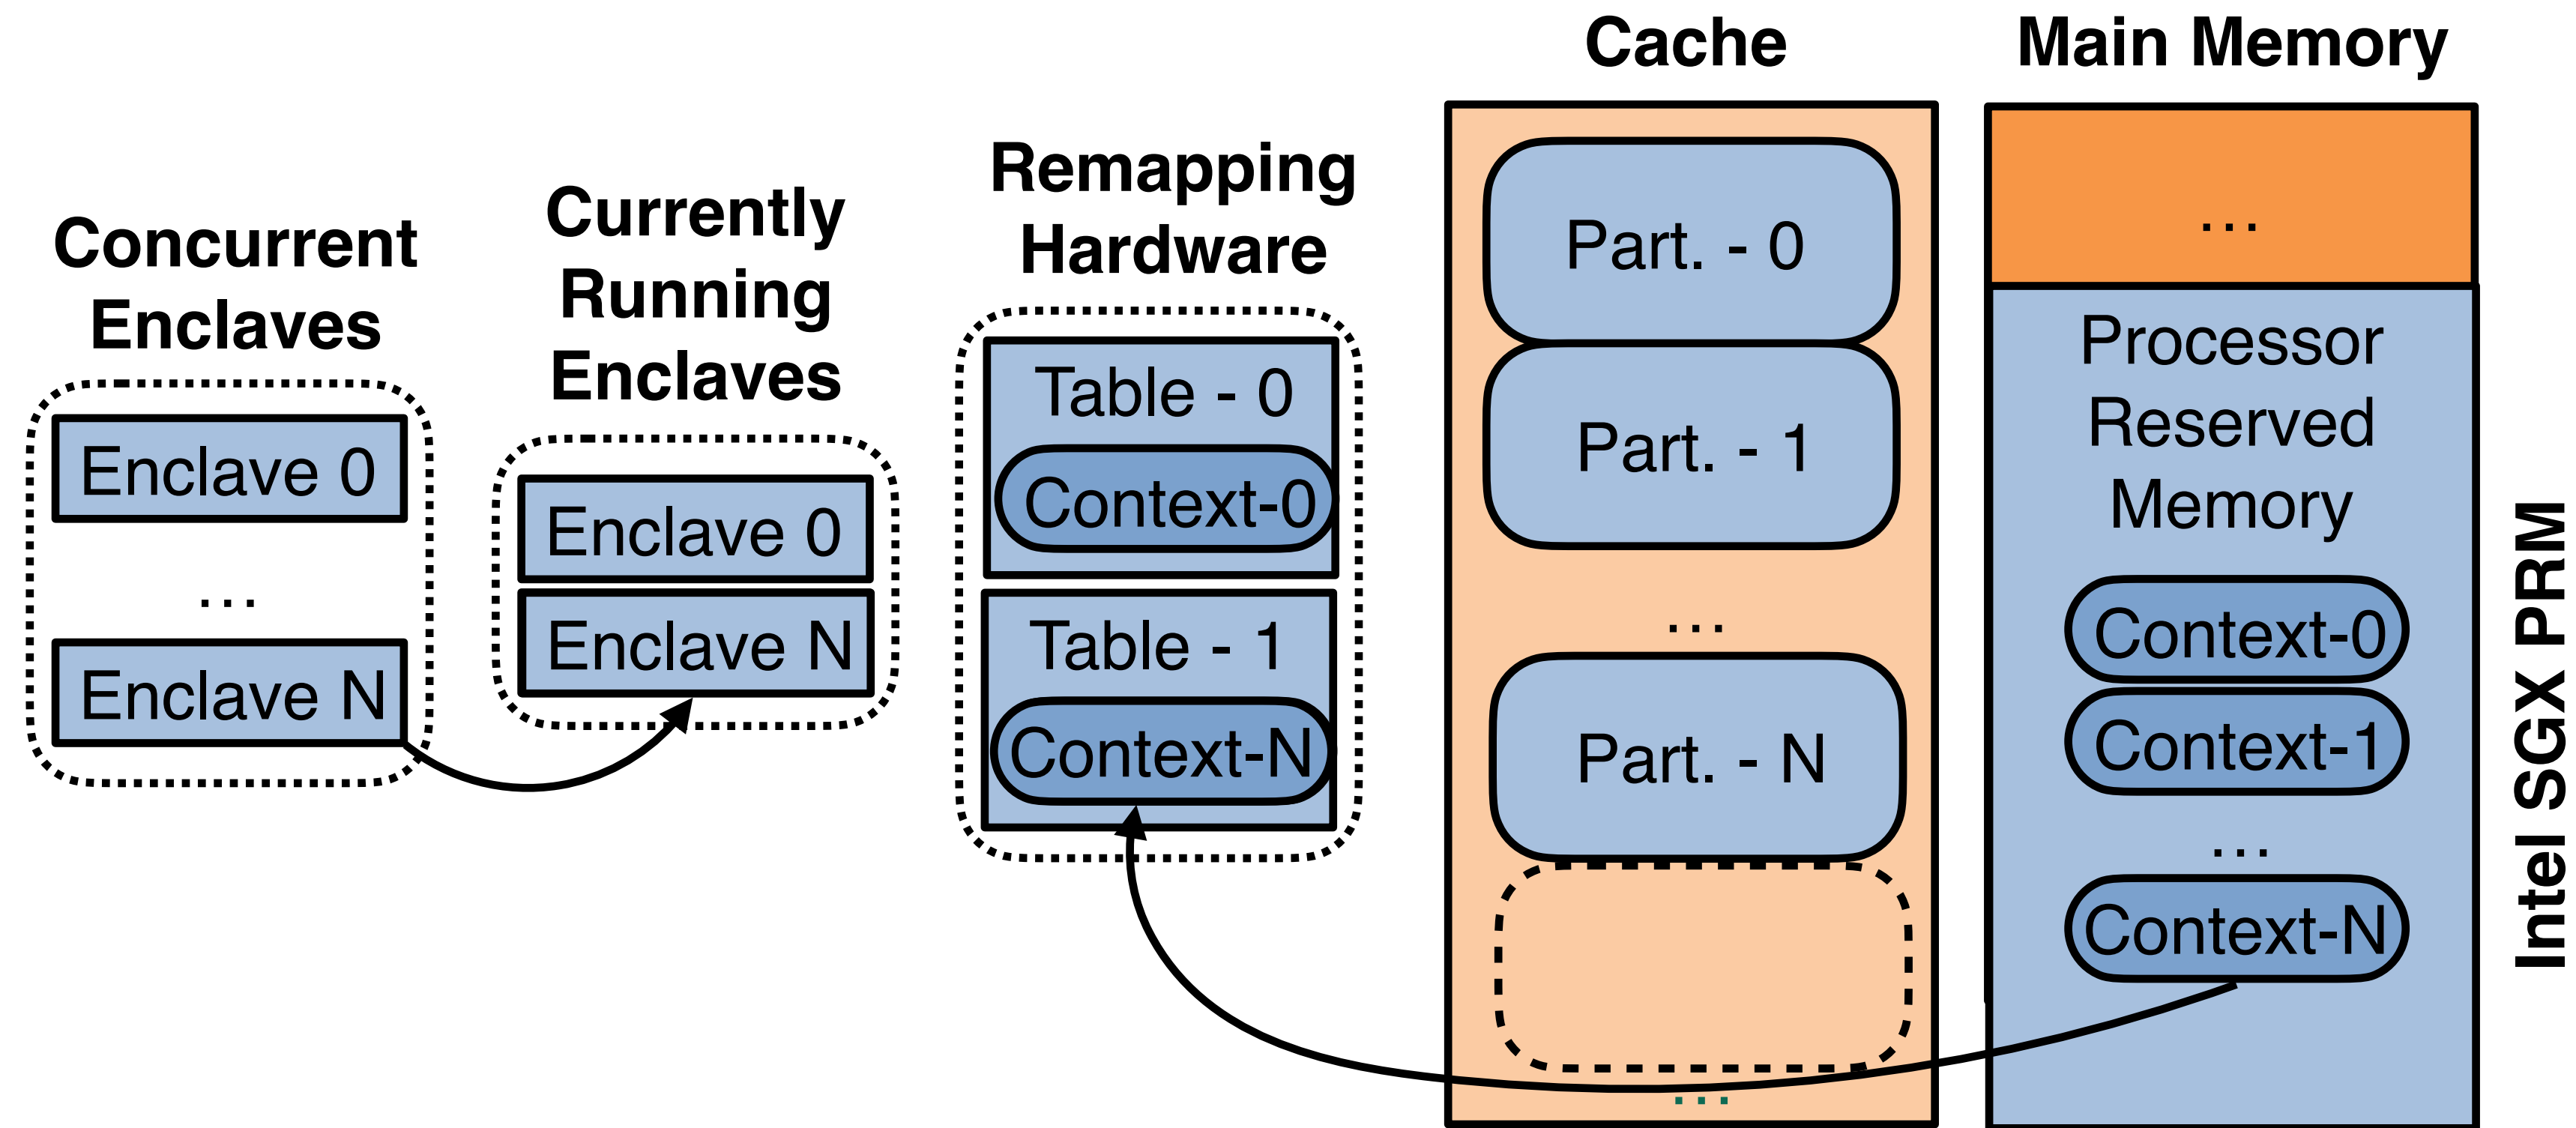 Concurrent
Enclaves
Enclave 0
...
Enclave N
Currently
Running
Enclaves
Enclave 0
Enclave N
Remapping
Hardware
Table - 0
Context-0
Table - 1
Context-N
Cache
Part. - 0
Part. - 1
...
Part. - N
...
Main Memory
...
Processor
Reserved
Memory
Context-0
Context-1
...
Context-N
Intel SGX PRM